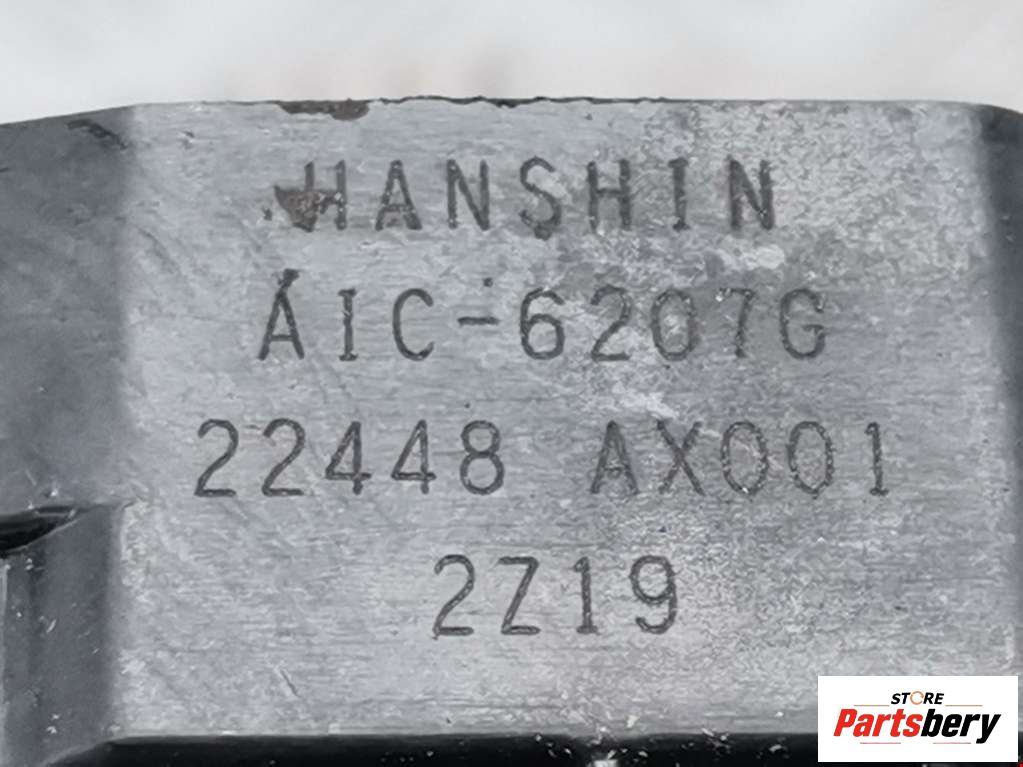 HANSHIN
AIC-6207G
22448 AX001
2Z19
STORE
Partsbery